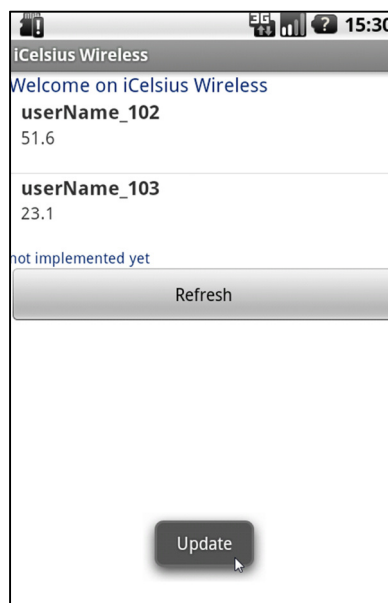 3G 15:30
iCelsius Wireless
Welcome on iCelsius Wireless
userName_102
51.6
userName_103
23.1
not implemented yet
Refresh
Update